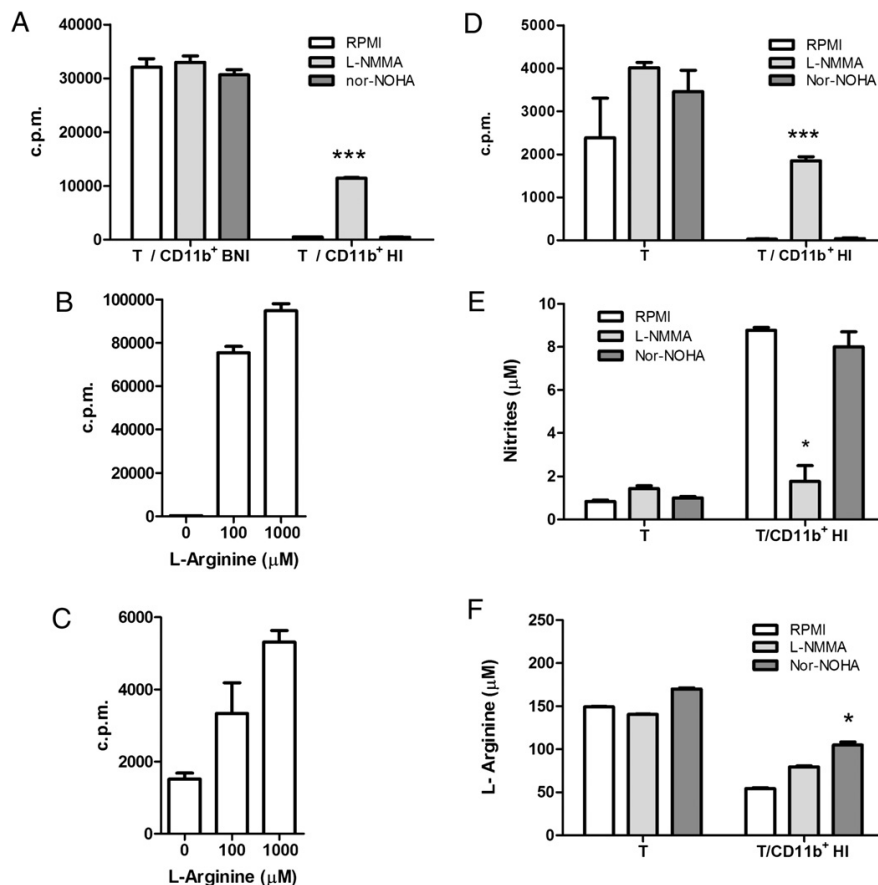 A
40000
30000
20000
10000
0
c.p.m.
RPMI
L-NMMA
nor-NOHA
***
T / CD11b+ BNI
T / CD11b+ HI
B
100000
80000
60000
40000
20000
0
c.p.m.
0 100 1000
L-Arginine (μM)
C
6000
4000
2000
0
c.p.m.
0 100 1000
L-Arginine (μM)
D
5000
4000
3000
2000
1000
0
c.p.m.
RPMI
L-NMMA
Nor-NOHA
***
T
T / CD11b+ HI
E
10
8
6
4
2
0
Nitrites (μM)
RPMI
L-NMMA
Nor-NOHA
*
T
T/CD11b+ HI
F
250
200
150
100
50
0
L- Arginine (μM)
RPMI
L-NMMA
Nor-NOHA
*
T
T/CD11b+ HI